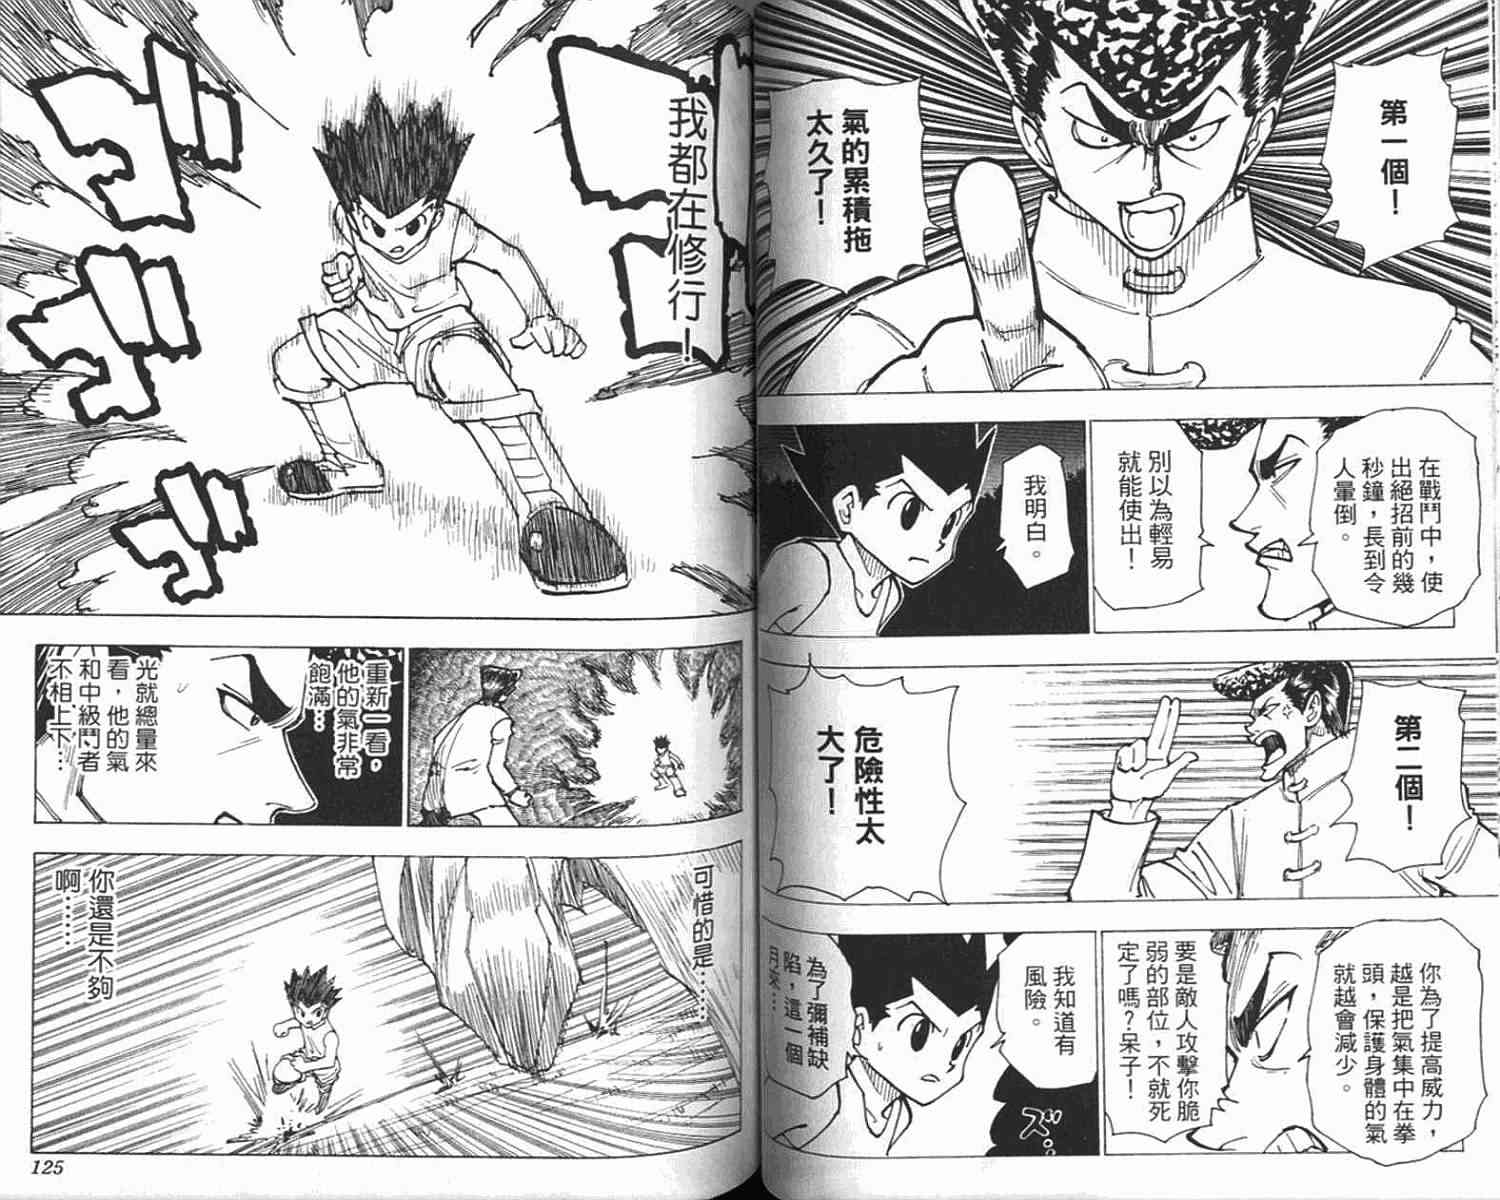 第一個！
氣的累積拖
太久了！
在戰鬥中，使
出絕招前的幾
秒鐘，長到令
人暈倒。
別以為輕易
就能使出！
我明白。
第二個！
危險性太
大了！
你為了提高威力，
越是把氣集中在拳
頭，保護身體的氣
就越會減少。
要是敵人攻擊你脆
弱的部位，不就死
定了嗎？呆子！
我知道有
風險。
ズ：
為了彌補缺
陷，這一個
月來…
我都在修行！
ゴ
ゴ
ゴ
重新一看，
他的氣非常
飽滿…
光就總量來
看，他的氣
和中級鬥者
不相上下…
可惜的是……
你還是不夠
啊……
125